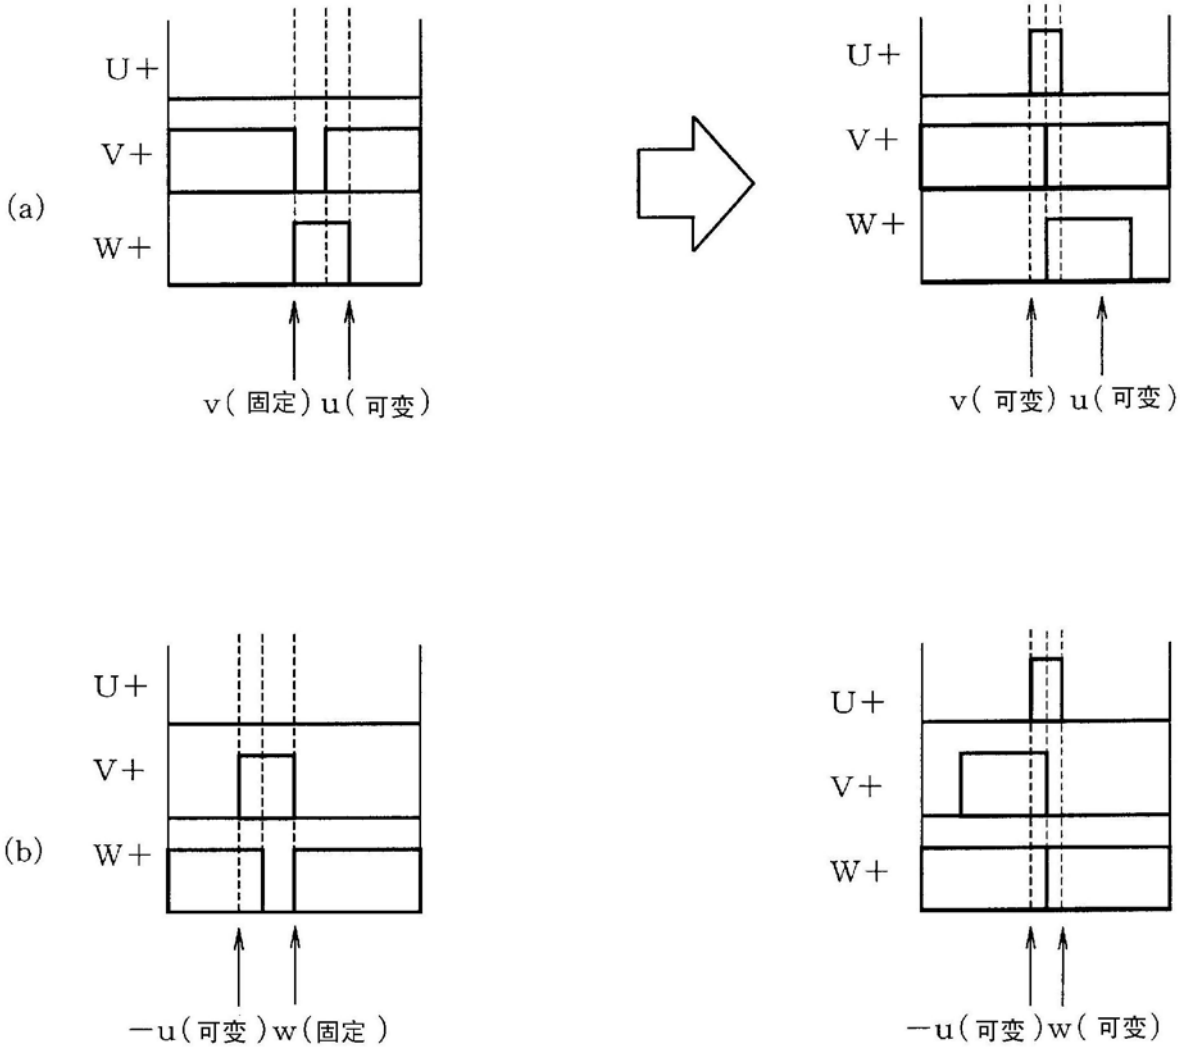 (a)
U+
V+
W+
v( 固定 ) u( 可変 )
U+
V+
W+
v( 可変 ) u( 可変 )
(b)
U+
V+
W+
−u( 可変 ) w( 固定 )
U+
V+
W+
−u( 可変 ) w( 可変 )